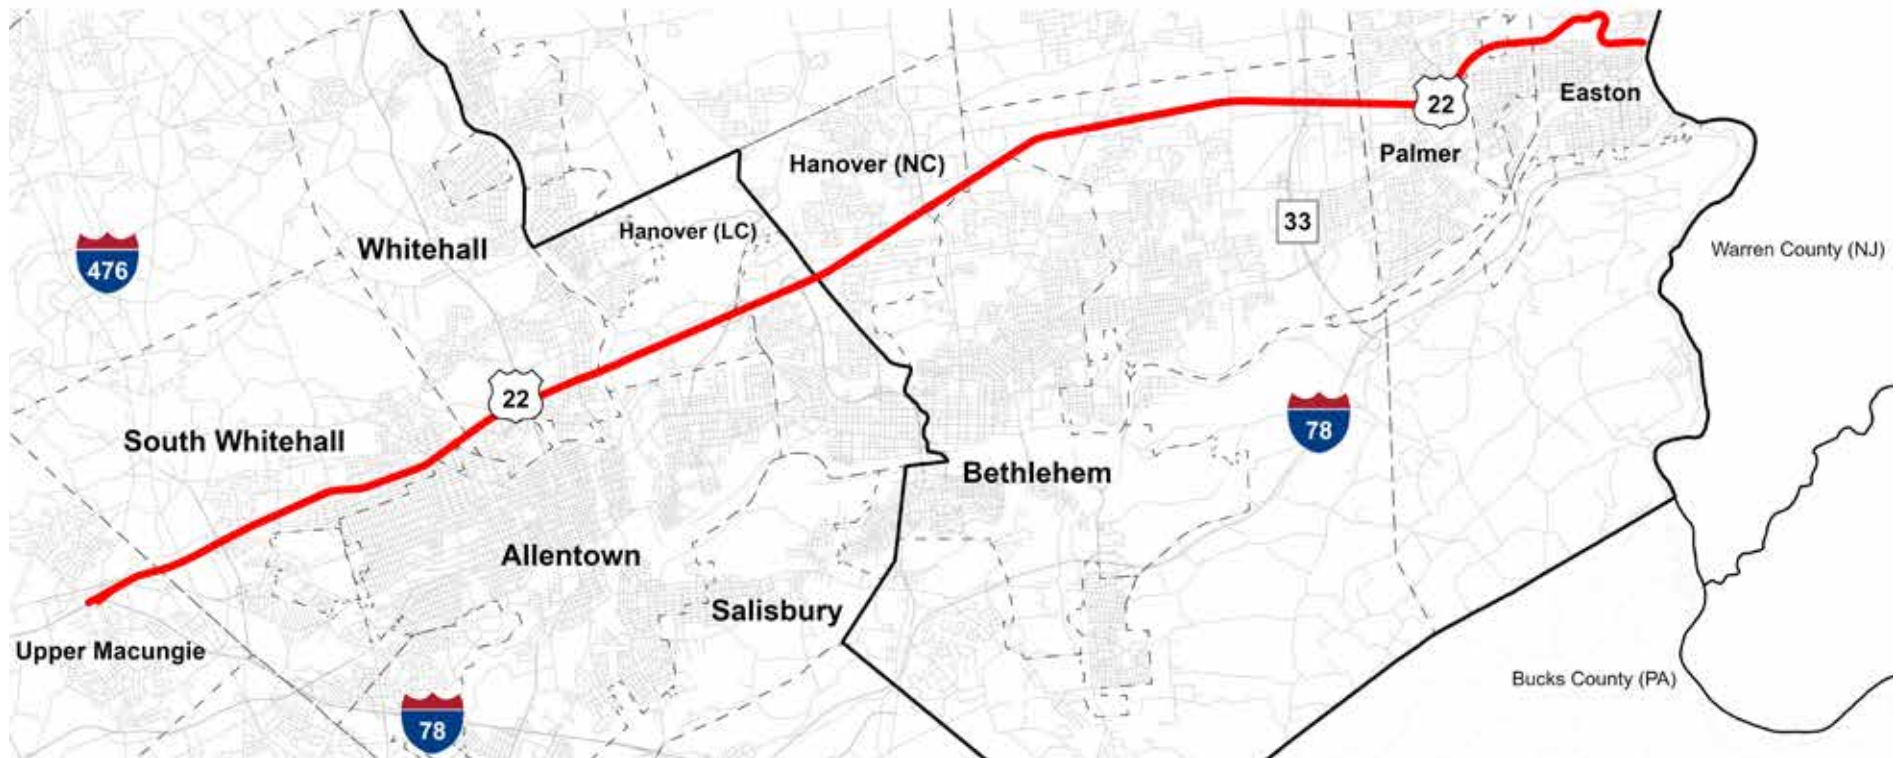 Easton
22
Palmer
Hanover (NC)
Hanover (LC)
33
Whitehall
Warren County (NJ)
476
22
78
South Whitehall
Bethlehem
Allentown
Salisbury
Upper Macungie
Bucks County (PA)
78